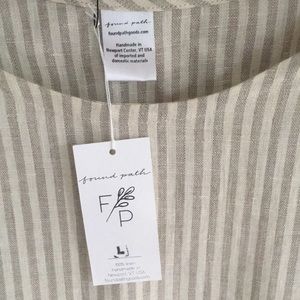 found path
foundpathgoods.com
Handmade in
Newport Center, VT USA
of imported and
domestic materials
found path
F P
L
100% linen
handmade in
Newport, VT USA
foundpathgoods.com